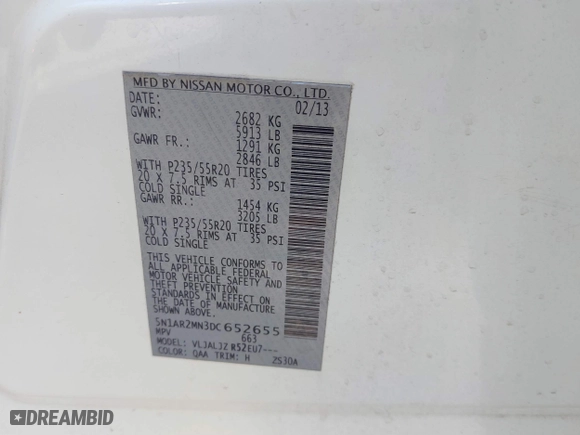 MFD BY NISSAN MOTOR CO., LTD.
DATE: 02/13
GVWR: 2682 KG
5913 LB
GAWR FR.: 1291 KG
2846 LB
WITH P235/55R20 TIRES
20 X 7.5 RIMS AT 35 PSI
COLD SINGLE
GAWR RR.: 1454 KG
3205 LB
WITH P235/55R20 TIRES
20 X 7.5 RIMS AT 35 PSI
COLD SINGLE
THIS VEHICLE CONFORMS TO
ALL APPLICABLE FEDERAL
MOTOR VEHICLE SAFETY AND
THEFT PREVENTION
STANDARDS IN EFFECT ON
THE DATE OF MANUFACTURE
SHOWN ABOVE.
5N1AR2MN3DC652655
MPV 663
MODEL: VLJALJZ R52EU7---
COLOR: QAA TRIM: H 2S30A
DREAMBID